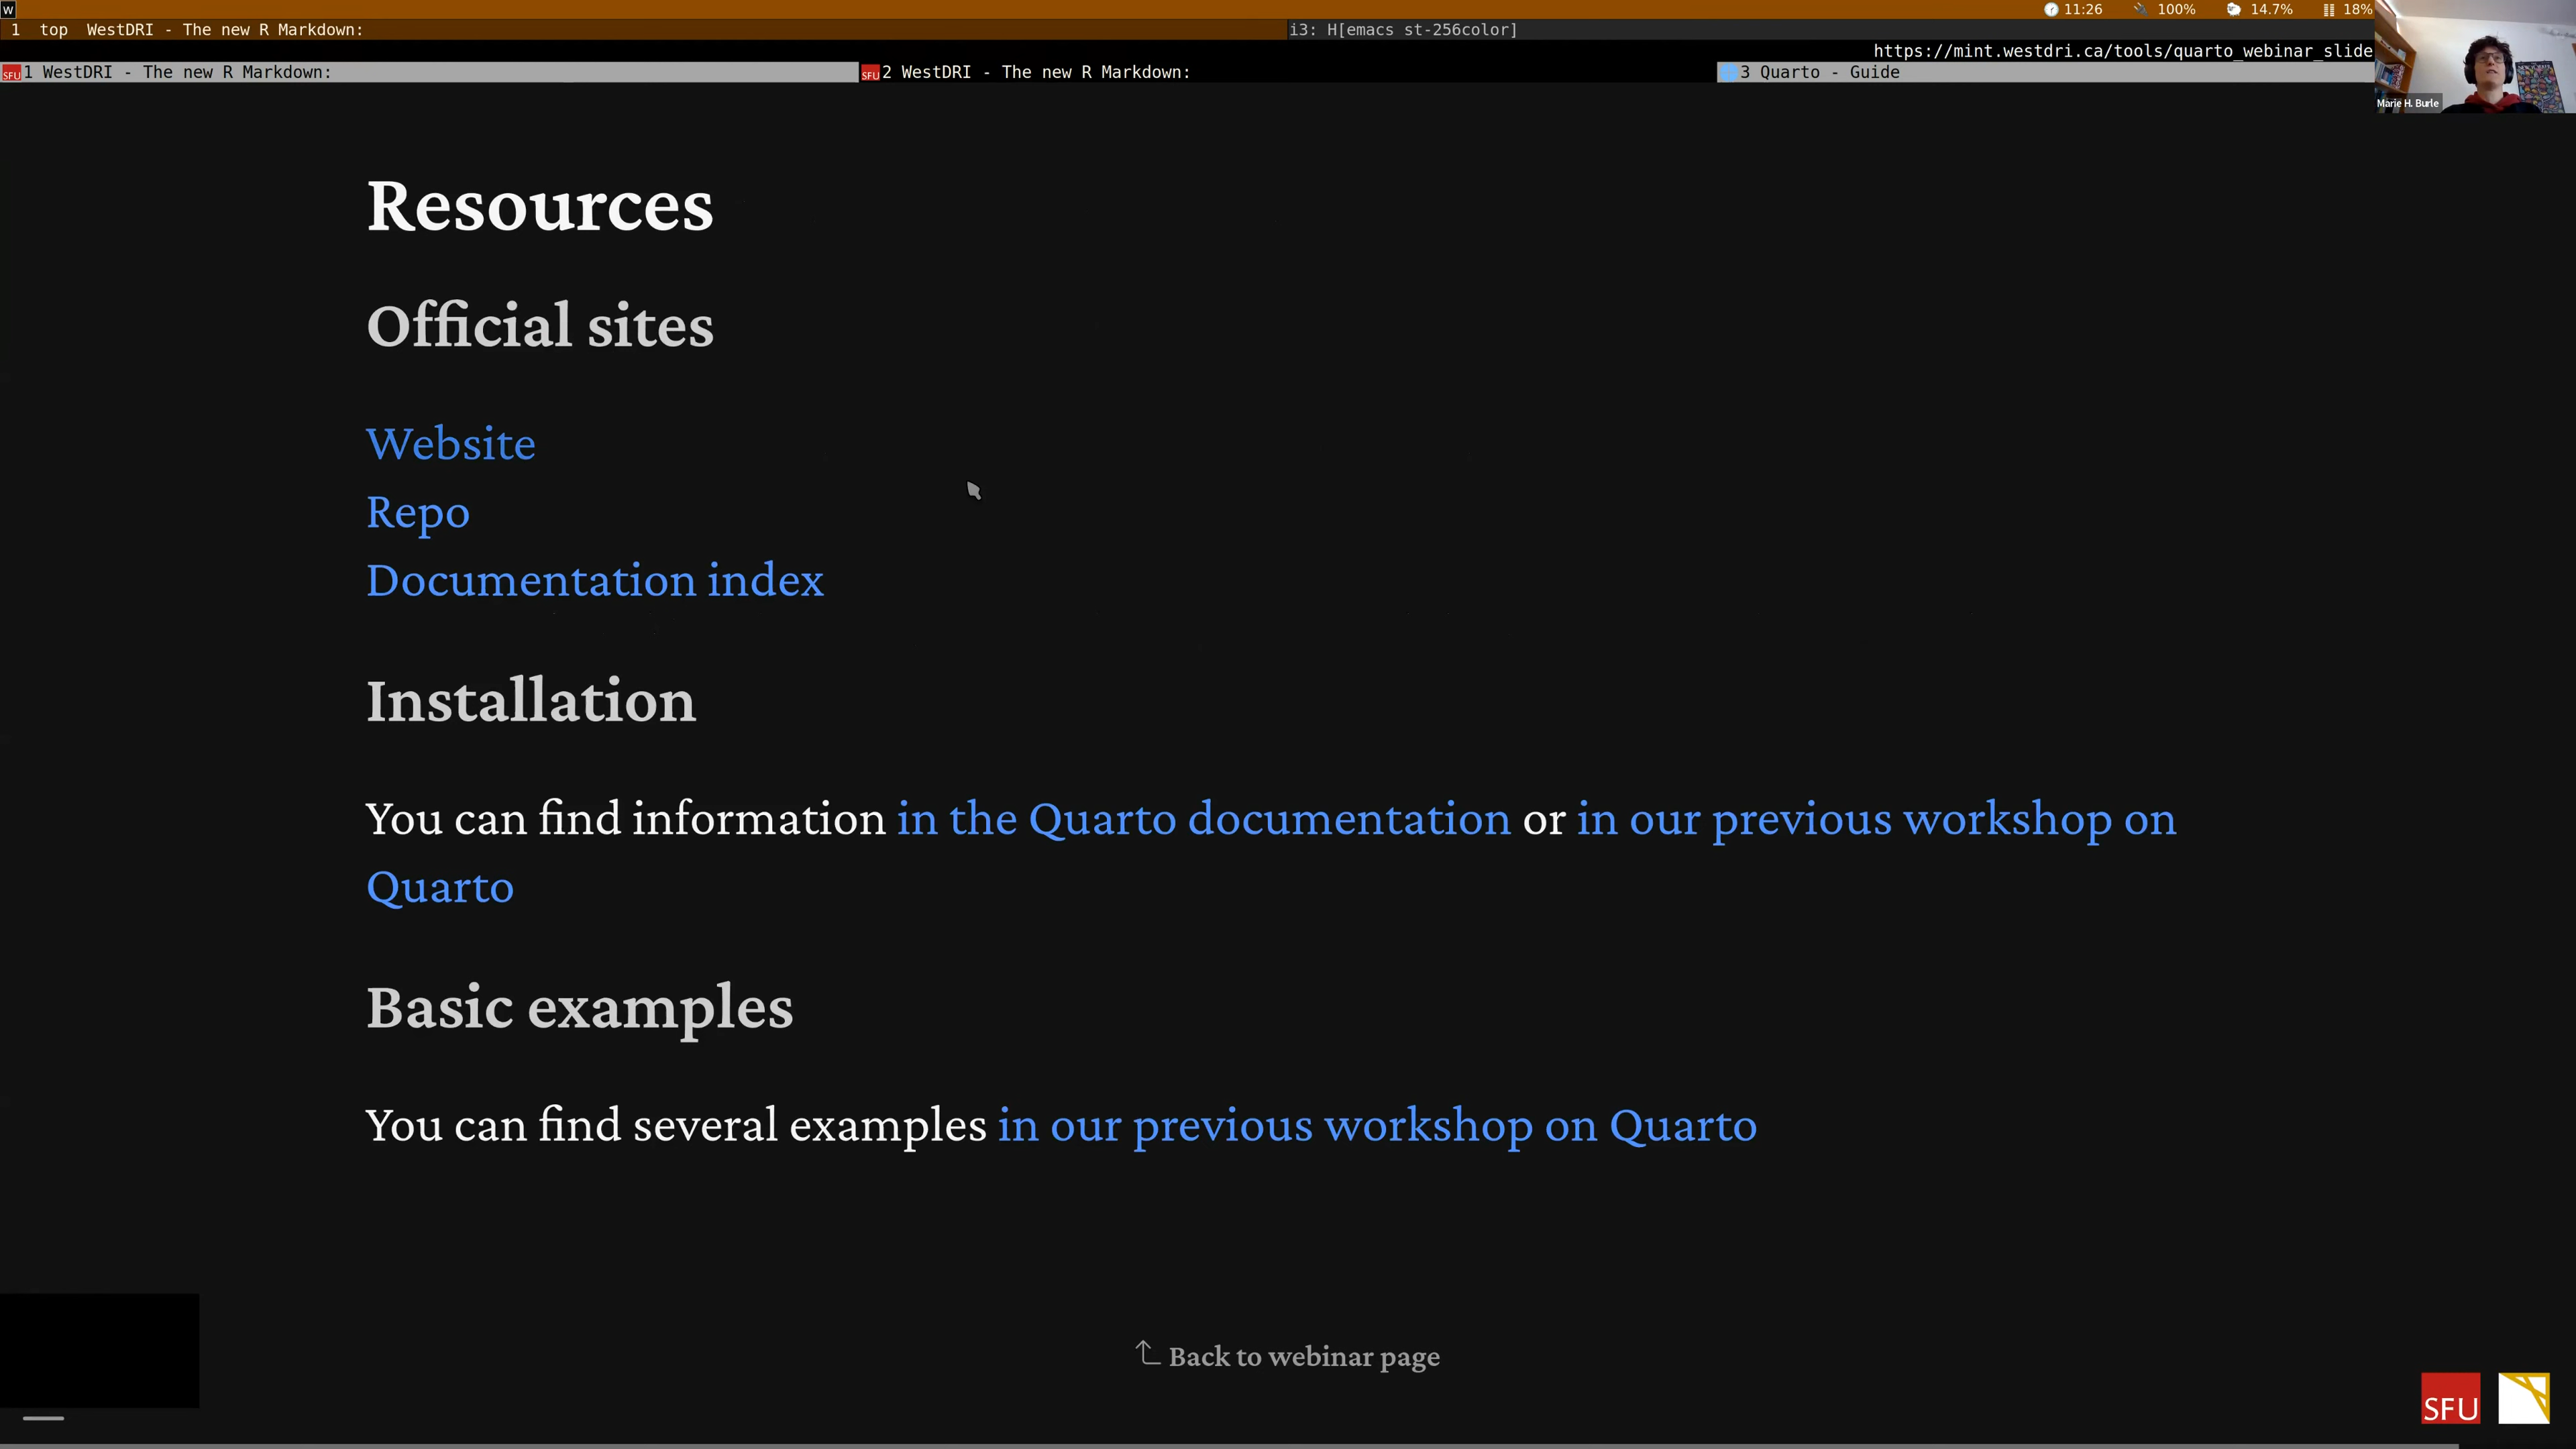 W
11:26 100% 14.7% 18%
1 top WestDRI - The new R Markdown:
i3: H[emacs st-256color]
https://mint.westdri.ca/tools/quarto_webinar_slide
SFU 1 WestDRI - The new R Markdown:
SFU 2 WestDRI - The new R Markdown:
3 Quarto - Guide
Marie H. Burle
Resources
Official sites
Website
Repo
Documentation index
Installation
You can find information in the Quarto documentation or in our previous workshop on
Quarto
Basic examples
You can find several examples in our previous workshop on Quarto
Back to webinar page
SFU